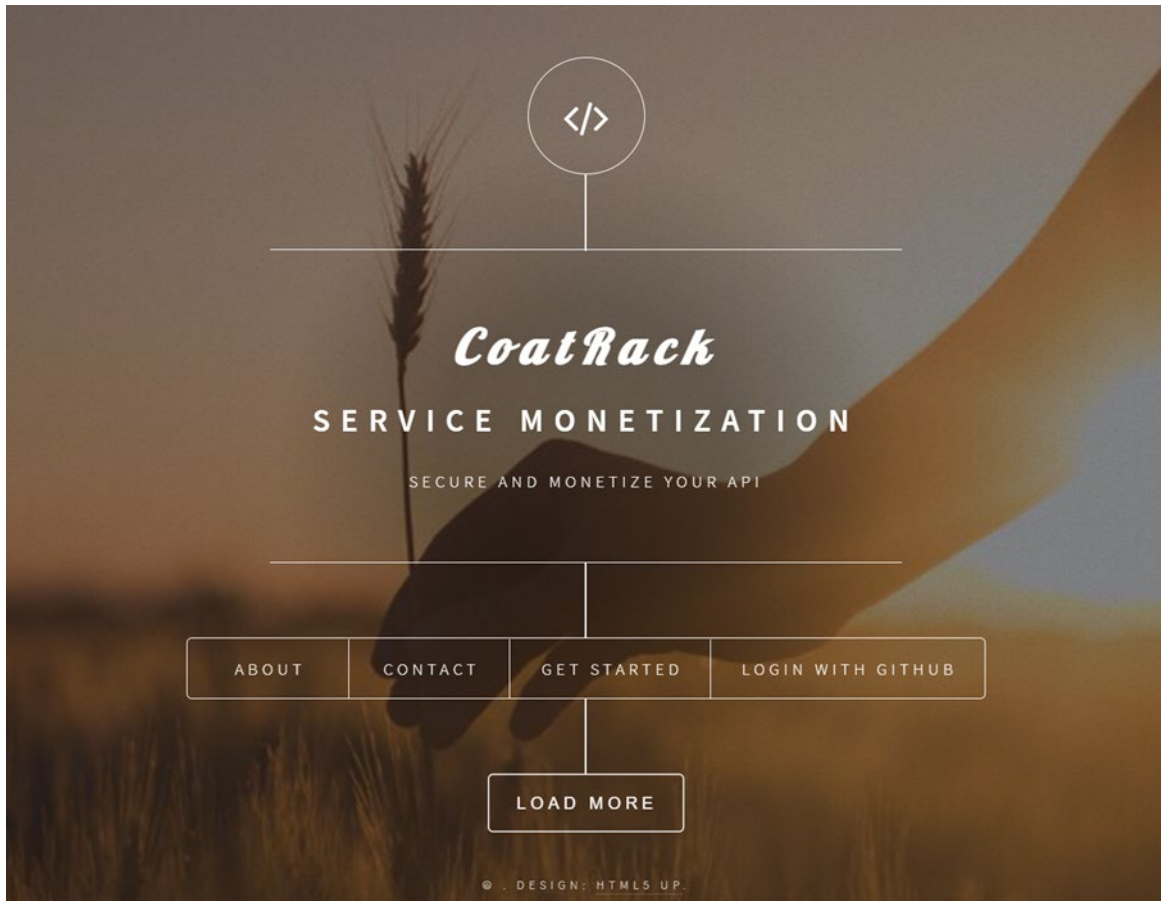 </>
CoatRack
SERVICE MONETIZATION
SECURE AND MONETIZE YOUR API
ABOUT
CONTACT
GET STARTED
LOGIN WITH GITHUB
LOAD MORE
© . DESIGN: HTML5 UP.